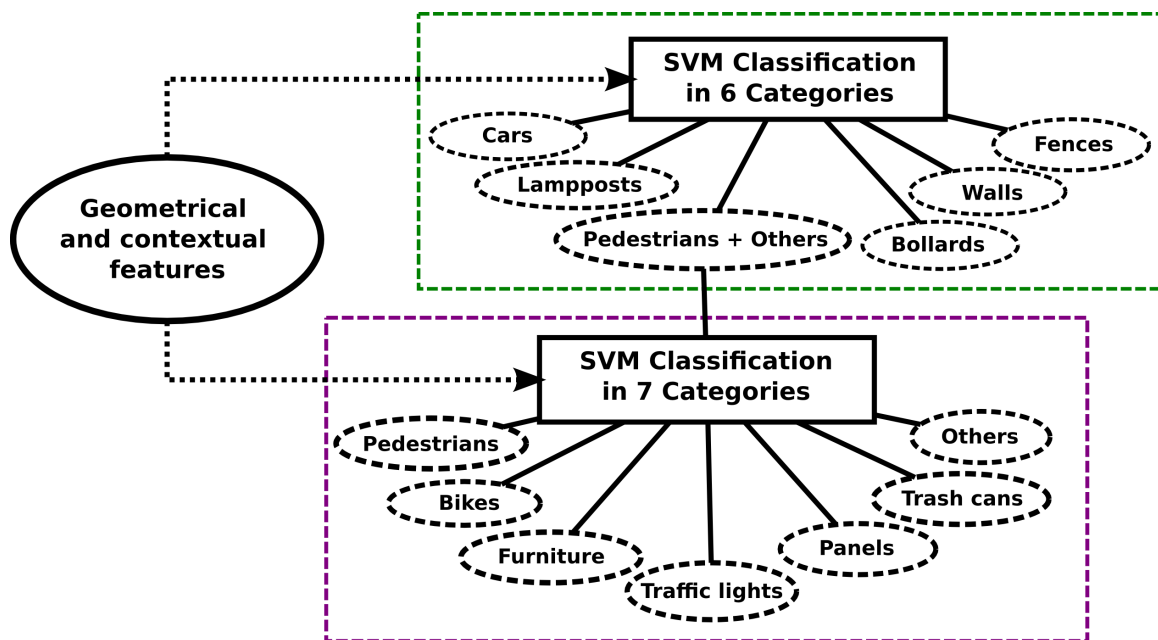 SVM Classification
in 6 Categories
Cars
Fences
Lampposts
Walls
Pedestrians + Others
Bollards
Geometrical
and contextual
features
SVM Classification
in 7 Categories
Pedestrians
Others
Bikes
Trash cans
Furniture
Panels
Traffic lights